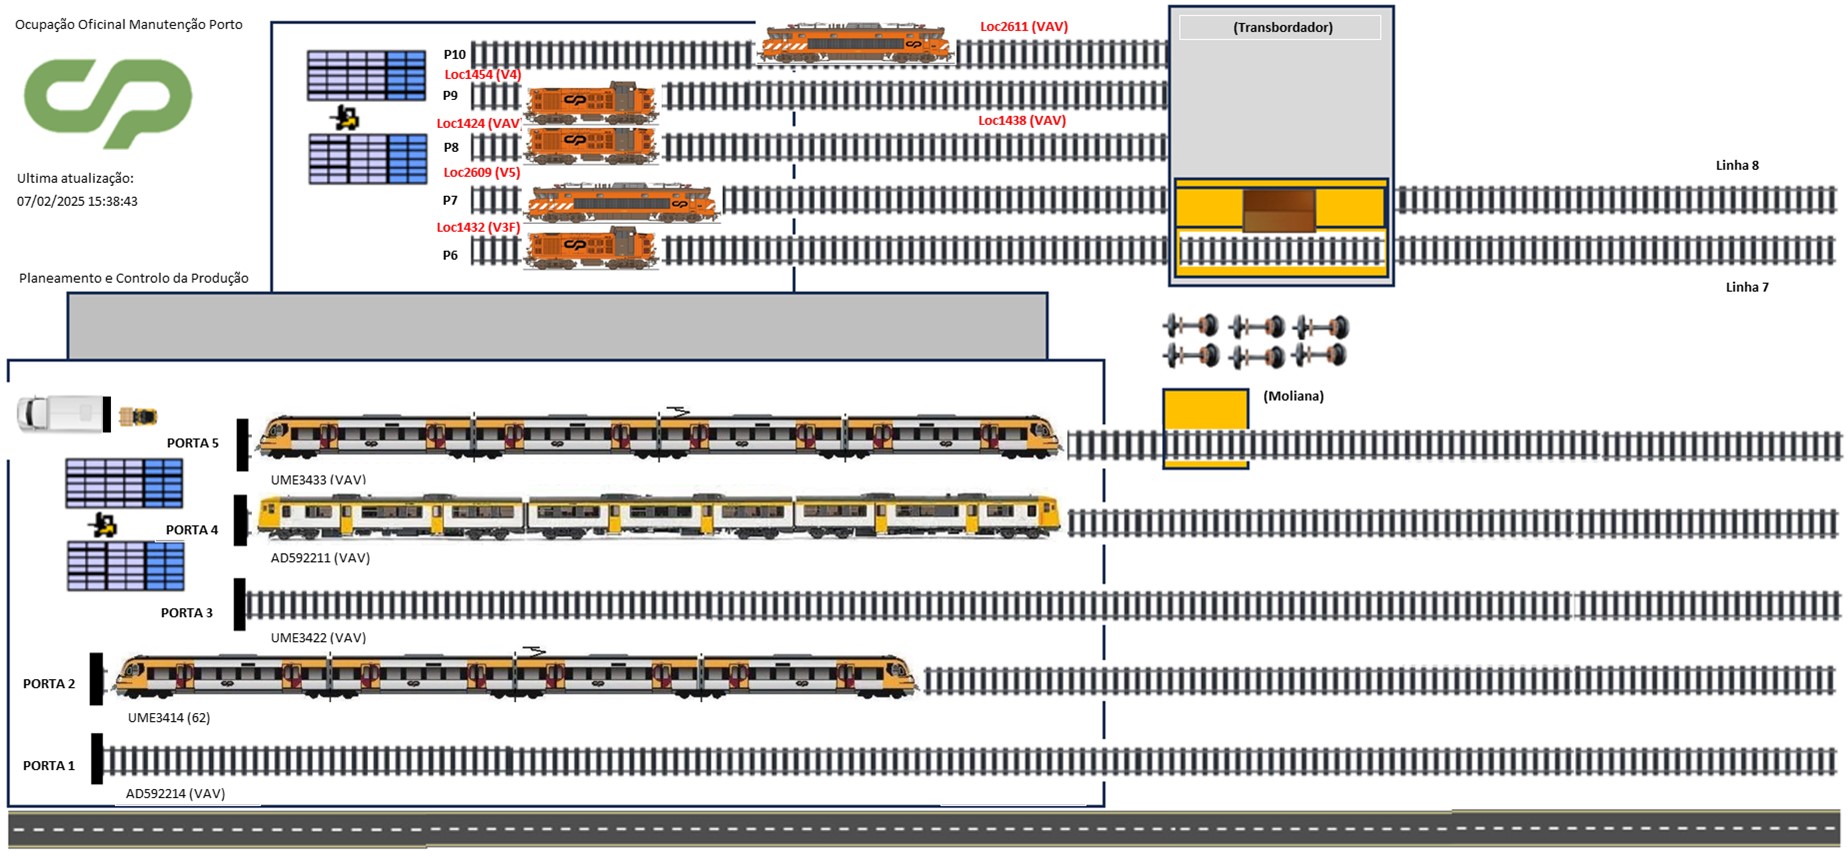 Ocupação Oficinal Manutenção Porto
CP
Ultima atualização:
07/02/2025 15:38:43
Planeamento e Controlo da Produção
Loc2611 (VAV)
P10
Loc1454 (V4)
P9
Loc1424 (VAV)
Loc1438 (VAV)
P8
Loc2609 (V5)
P7
Loc1432 (V3F)
P6
(Transbordador)
Linha 8
Linha 7
(Moliana)
PORTA 5
UME3433 (VAV)
PORTA 4
AD592211 (VAV)
PORTA 3
UME3422 (VAV)
PORTA 2
UME3414 (62)
PORTA 1
AD592214 (VAV)